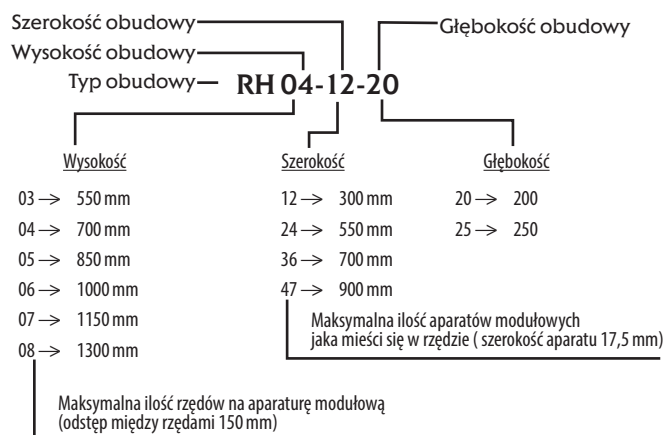 Szerokość obudowy
Głębokość obudowy
Wysokość obudowy
Typ obudowy
RH 04-12-20
Wysokość
Szerokość
Głębokość
03 → 550 mm
12 → 300 mm
20 → 200
04 → 700 mm
24 → 550 mm
25 → 250
05 → 850 mm
36 → 700 mm
06 → 1000 mm
47 → 900 mm
07 → 1150 mm
08 → 1300 mm
Maksymalna ilość aparatów modułowych
jaka mieści się w rzędzie ( szerokość aparatu 17,5 mm)
Maksymalna ilość rzędów na aparaturę modułową
(odstęp między rzędami 150 mm)